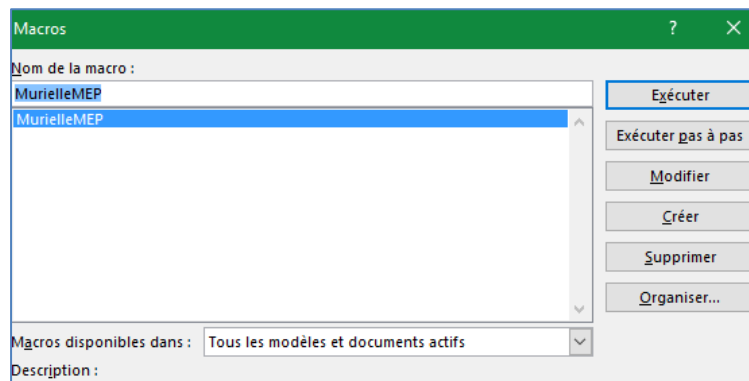 Macros
Nom de la macro :
MurielleMEP
MurielleMEP
Exécuter
Exécuter pas à pas
Modifier
Créer
Supprimer
Organiser...
Macros disponibles dans : Tous les modèles et documents actifs
Description :